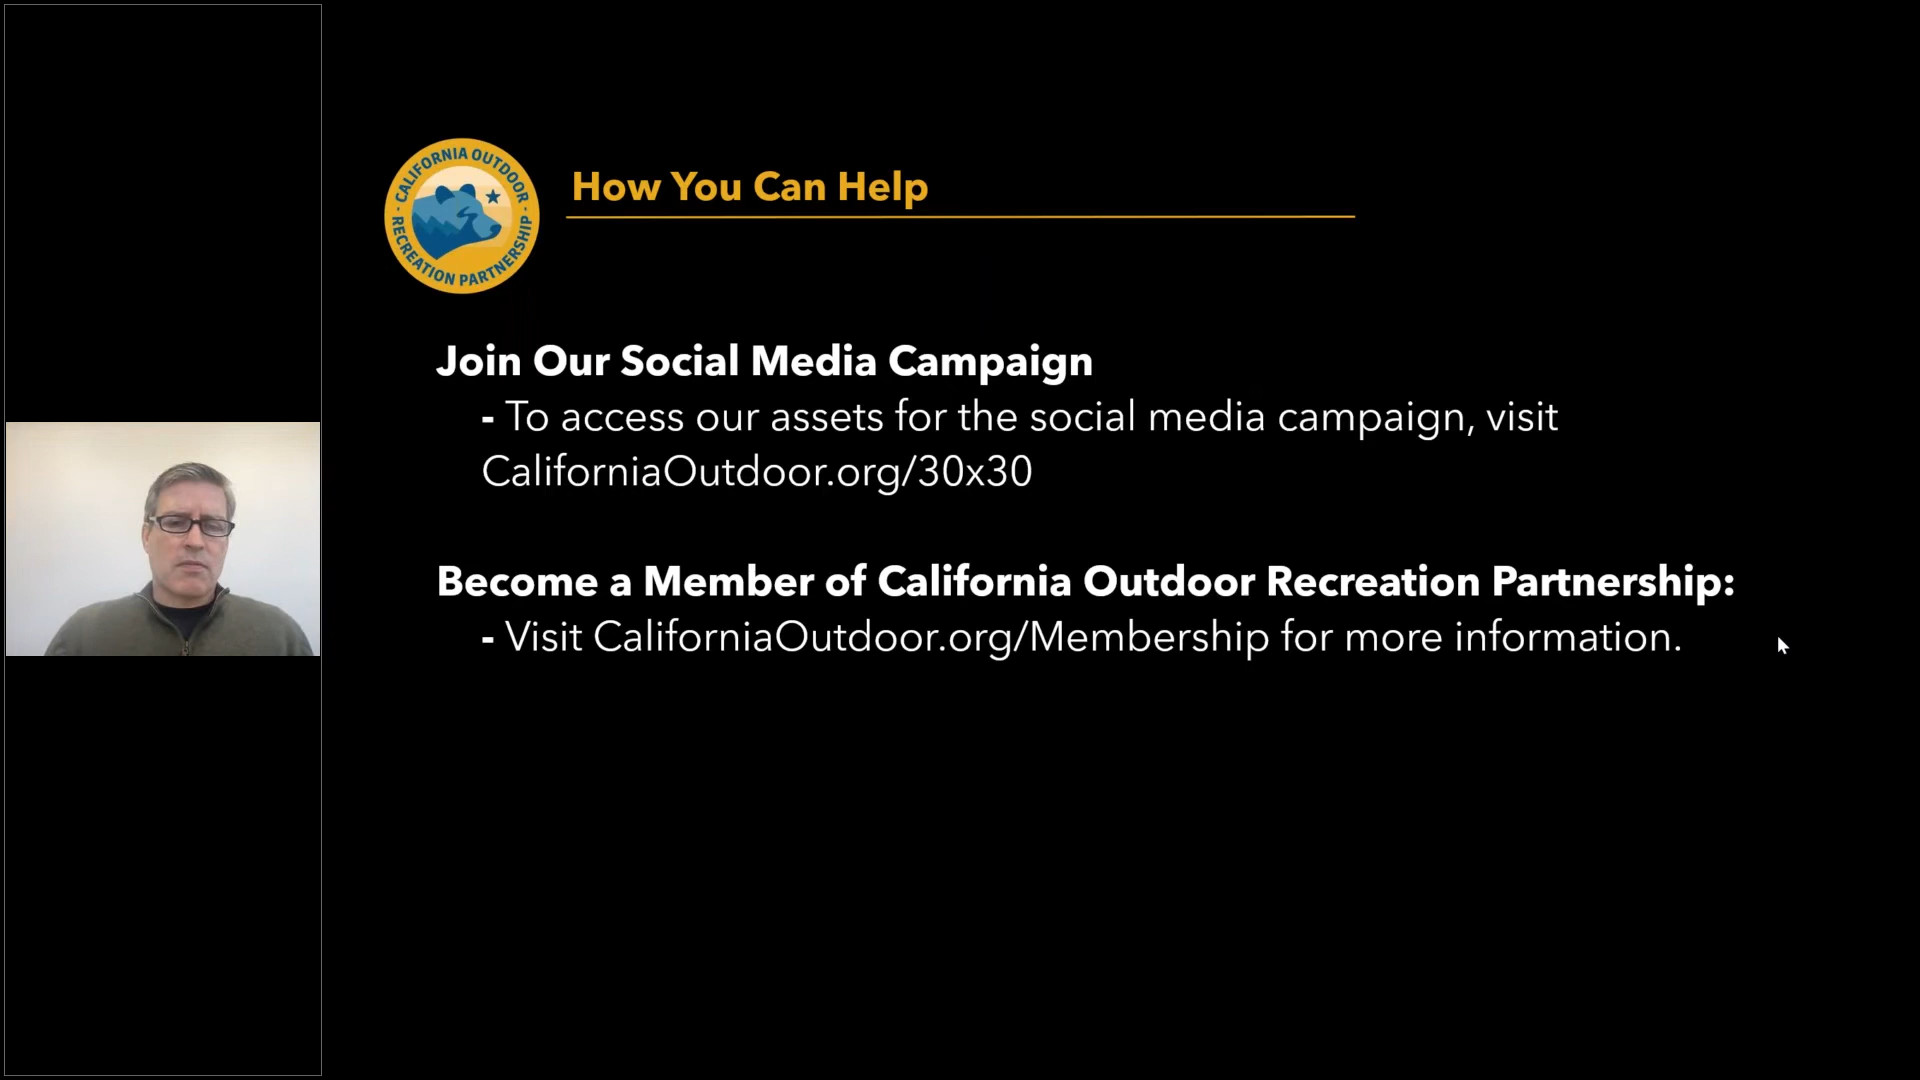 CALIFORNIA OUTDOOR
RECREATION PARTNERSHIP
How You Can Help
Join Our Social Media Campaign
- To access our assets for the social media campaign, visit
CaliforniaOutdoor.org/30x30
Become a Member of California Outdoor Recreation Partnership:
- Visit CaliforniaOutdoor.org/Membership for more information.